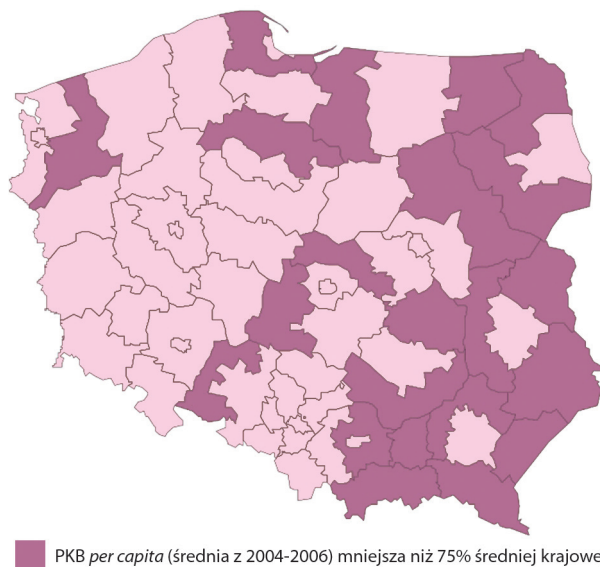 PKB per capita (średnia z 2004-2006) mniejsza niż 75% średniej krajowe